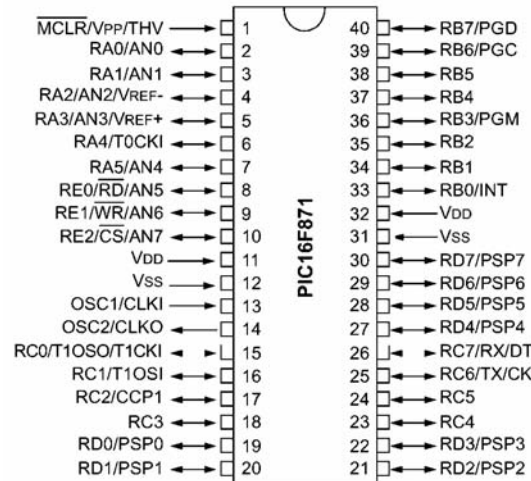 MCLR/VPP/THV 1 40 RB7/PGD
RA0/AN0 2 39 RB6/PGC
RA1/AN1 3 38 RB5
RA2/AN2/VREF- 4 37 RB4
RA3/AN3/VREF+ 5 36 RB3/PGM
RA4/T0CKI 6 35 RB2
RA5/AN4 7 34 RB1
RE0/RD/AN5 8 33 RB0/INT
RE1/WR/AN6 9 32 VDD
RE2/CS/AN7 10 31 VSS
VDD 11 30 RD7/PSP7
VSS 12 29 RD6/PSP6
OSC1/CLKI 13 28 RD5/PSP5
OSC2/CLKO 14 27 RD4/PSP4
RC0/T1OSO/T1CKI 15 26 RC7/RX/DT
RC1/T1OSI 16 25 RC6/TX/CK
RC2/CCP1 17 24 RC5
RC3 18 23 RC4
RD0/PSP0 19 22 RD3/PSP3
RD1/PSP1 20 21 RD2/PSP2
PIC16F871